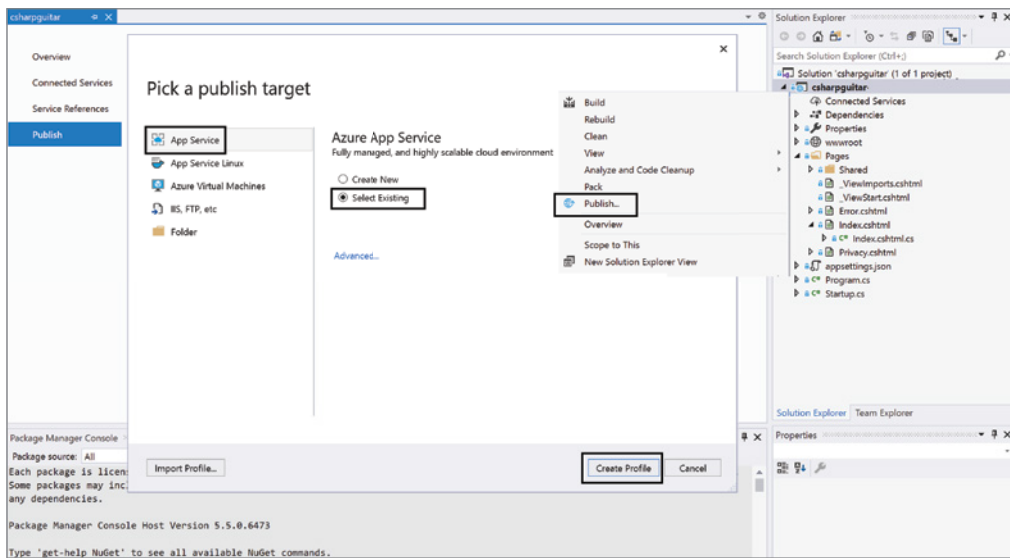 csharpguitar
Overview
Connected Services
Service References
Publish
Pick a publish target
App Service
App Service Linux
Azure Virtual Machines
IIS, FTP, etc
Folder
Azure App Service
Fully managed, and highly scalable cloud environment
Create New
Select Existing
Advanced...
Import Profile...
Create Profile
Cancel
Build
Rebuild
Clean
View
Analyze and Code Cleanup
Pack
Publish...
Overview
Scope to This
New Solution Explorer View
Solution Explorer
Search Solution Explorer (Ctrl+;)
Solution 'csharpguitar' (1 of 1 project)
csharpguitar
Connected Services
Dependencies
Properties
wwwroot
Pages
Shared
_ViewImports.cshtml
_ViewStart.cshtml
Error.cshtml
Index.cshtml
C# Index.cshtml.cs
Privacy.cshtml
appsettings.json
C# Program.cs
C# Startup.cs
Solution Explorer Team Explorer
Properties
Package Manager Console
Package source: All
Each package is licen
Some packages may inc
any dependencies.
Package Manager Console Host Version 5.5.0.6473
Type 'get-help NuGet' to see all available NuGet commands.